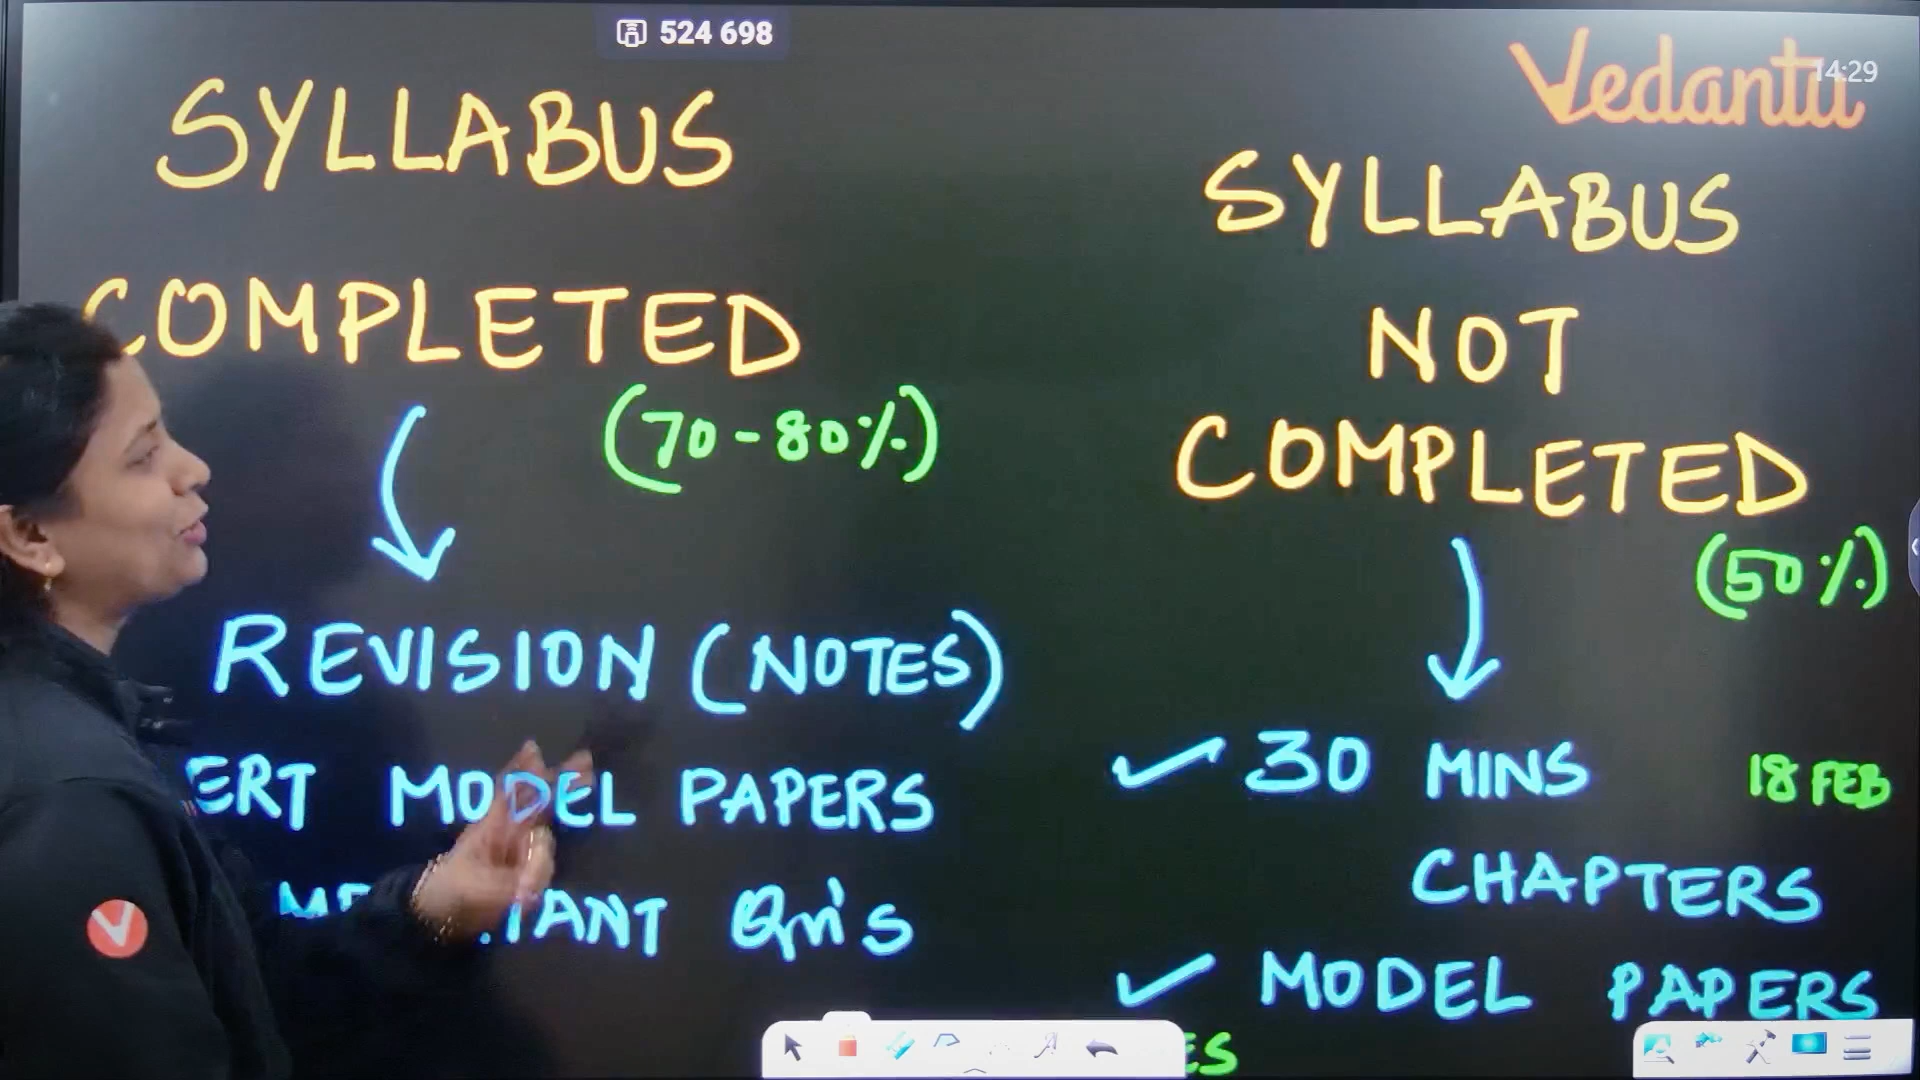 524 698
Vedantu
14:29
SYLLABUS
COMPLETED
(70-80%)
REVISION (NOTES)
MODEL PAPERS
Qn's
SYLLABUS
NOT
COMPLETED
(50%)
30 MINS
18 FEB
CHAPTERS
MODEL PAPERS
V